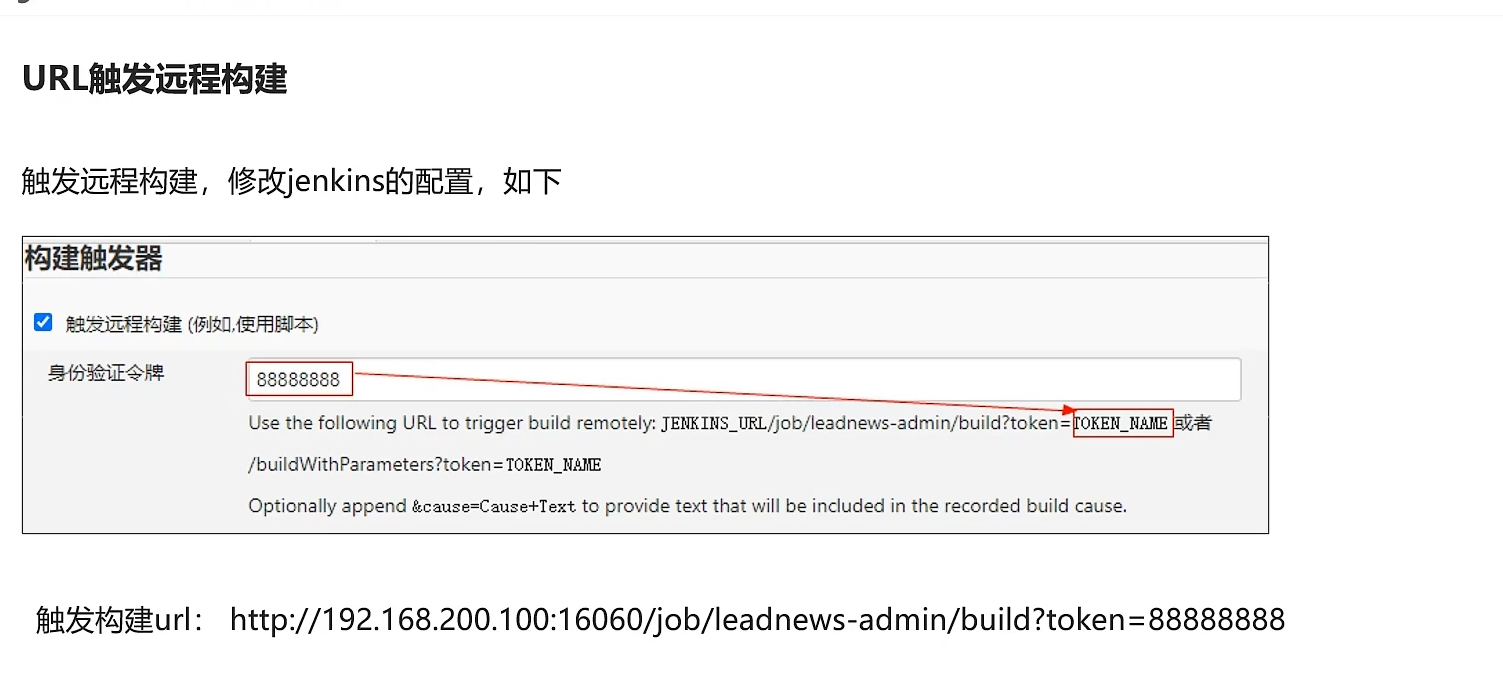 URL触发远程构建
触发远程构建，修改jenkins的配置，如下
构建触发器
触发远程构建 (例如,使用脚本)
身份验证令牌
88888888
Use the following URL to trigger build remotely: JENKINS_URL/job/leadnews-admin/build?token=TOKEN_NAME 或者
/buildWithParameters?token=TOKEN_NAME
Optionally append &cause=Cause+Text to provide text that will be included in the recorded build cause.
触发构建url： http://192.168.200.100:16060/job/leadnews-admin/build?token=88888888